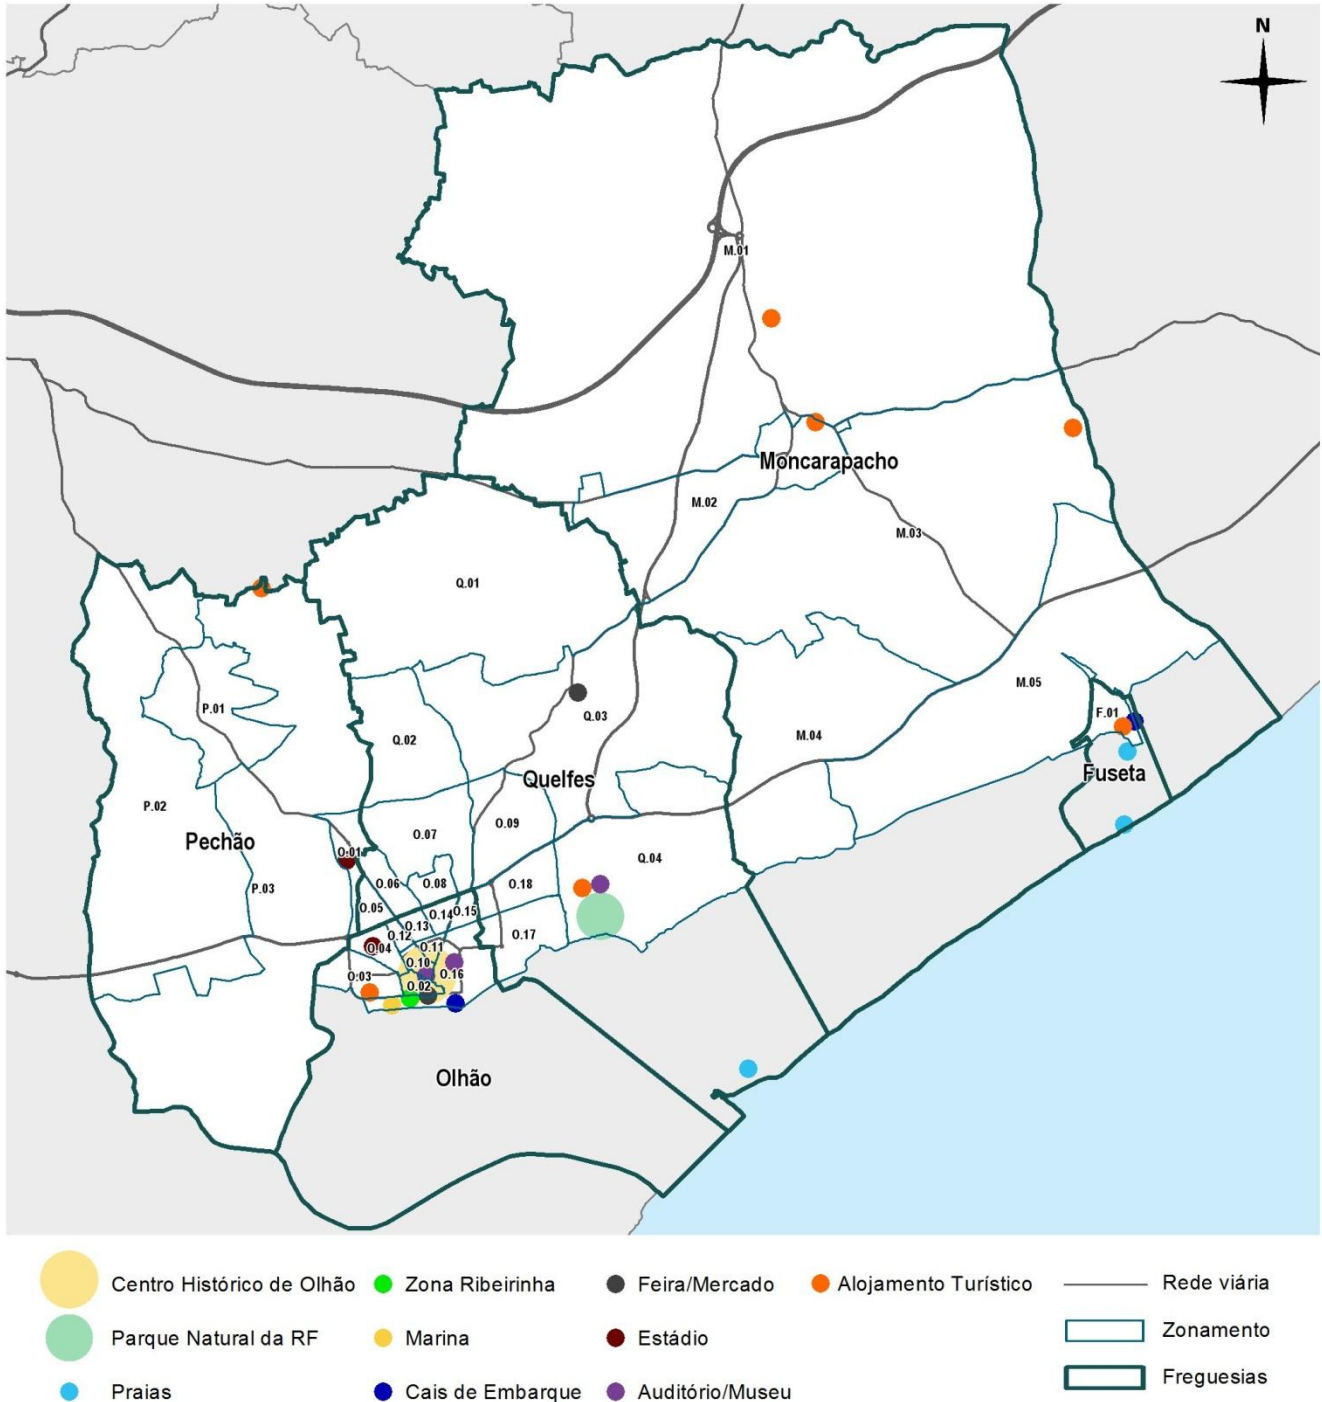 N
M.01
Moncarapacho
M.02
M.03
Q.01
M.05
P.01
F.01
Q.03
M.04
Q.02
Fuseta
Quelfes
P.02
O.09
O.07
Pechão
O.01
Q.04
O.06
O.08
O.18
P.03
O.05
O.14
O.15
O.13
O.12
O.17
O.04
O.11
O.10
O.03
O.16
O.02
Olhão
Centro Histórico de Olhão
Zona Ribeirinha
Feira/Mercado
Alojamento Turístico
Rede viária
Parque Natural da RF
Marina
Estádio
Zonamento
Praias
Cais de Embarque
Auditório/Museu
Freguesias